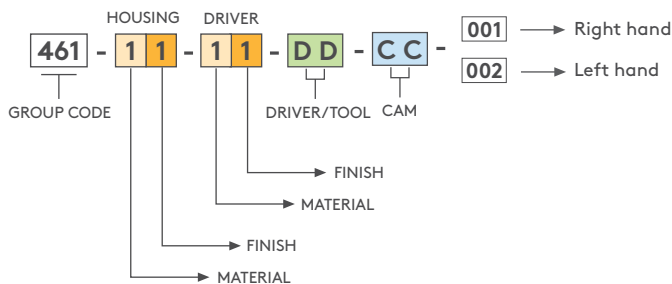 HOUSING DRIVER
461 - 1 1 - 1 1 - D D - C C - 001 Right hand
002 Left hand
GROUP CODE DRIVER/TOOL CAM
FINISH
MATERIAL
FINISH
MATERIAL